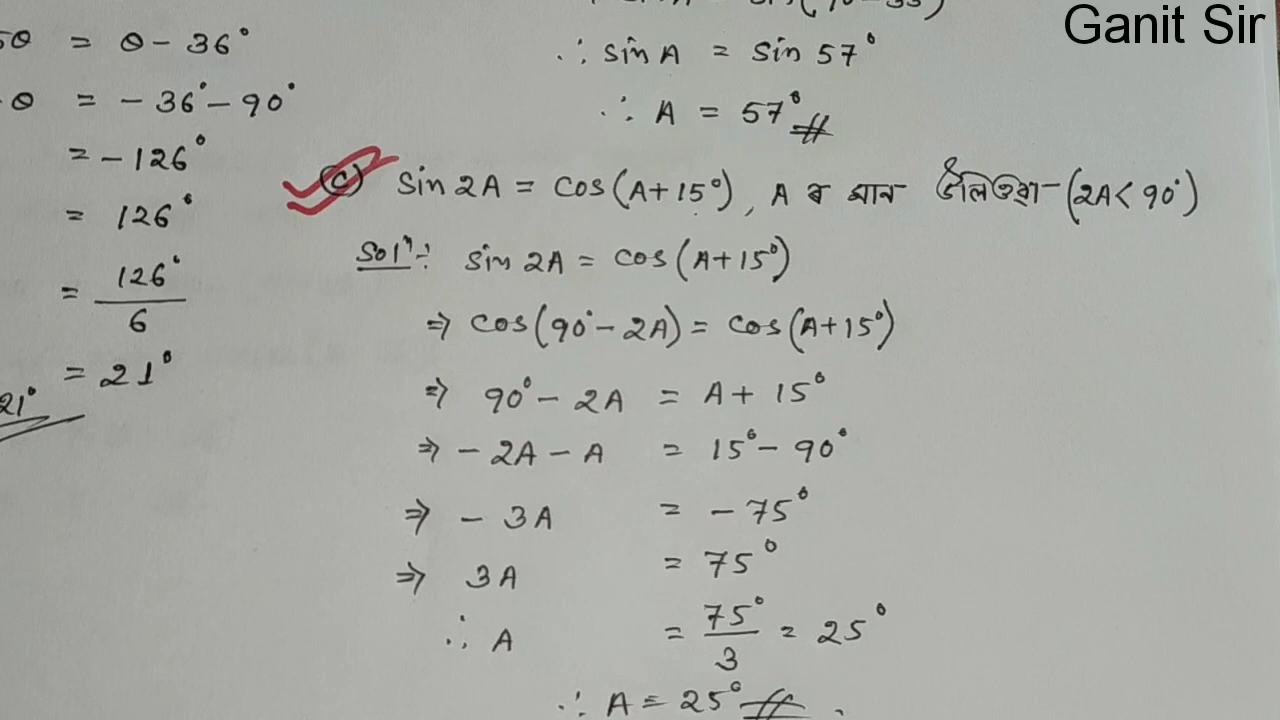 Ganit Sir
5θ = θ - 36°
θ = - 36° - 90°
= - 126°
= 126°
= 126° / 6
= 21°
21°
∴ sin A = sin 57°
∴ A = 57°
(c) sin 2A = cos(A+15°), A ৰ মান উলিওৱা - (2A < 90°)
Solⁿ: sin 2A = cos(A+15°)
⇒ cos(90° - 2A) = cos(A+15°)
⇒ 90° - 2A = A + 15°
⇒ - 2A - A = 15° - 90°
⇒ - 3A = - 75°
⇒ 3A = 75°
∴ A = 75° / 3 = 25°
∴ A = 25°